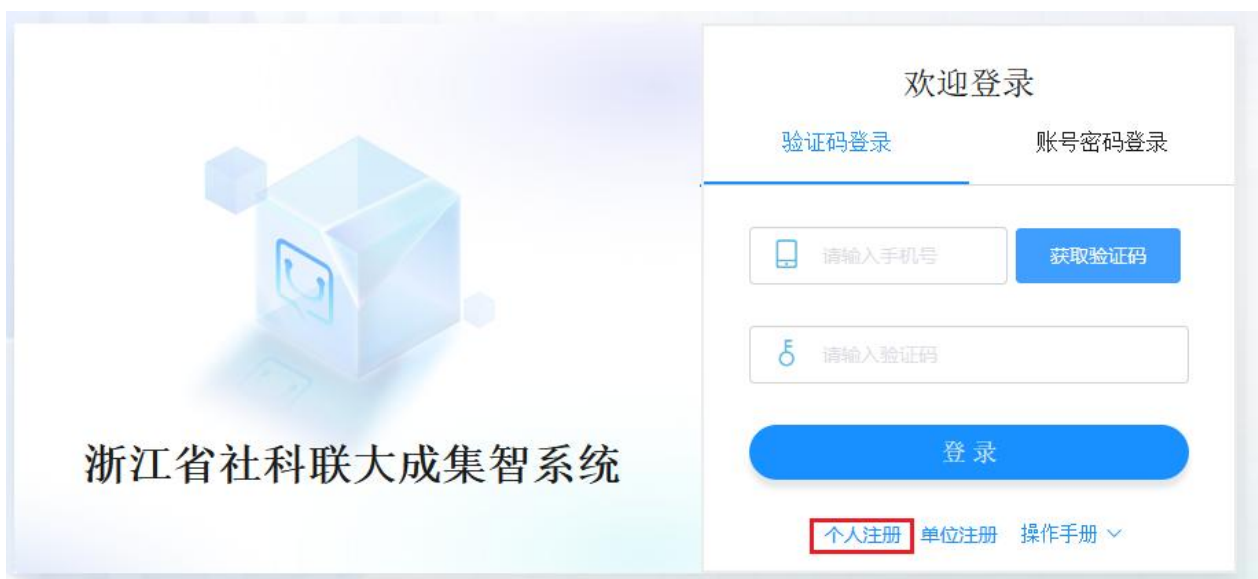 欢迎登录
验证码登录 账号密码登录
请输入手机号 获取验证码
请输入验证码
浙江省社科联大成集智系统
登 录
个人注册 单位注册 操作手册